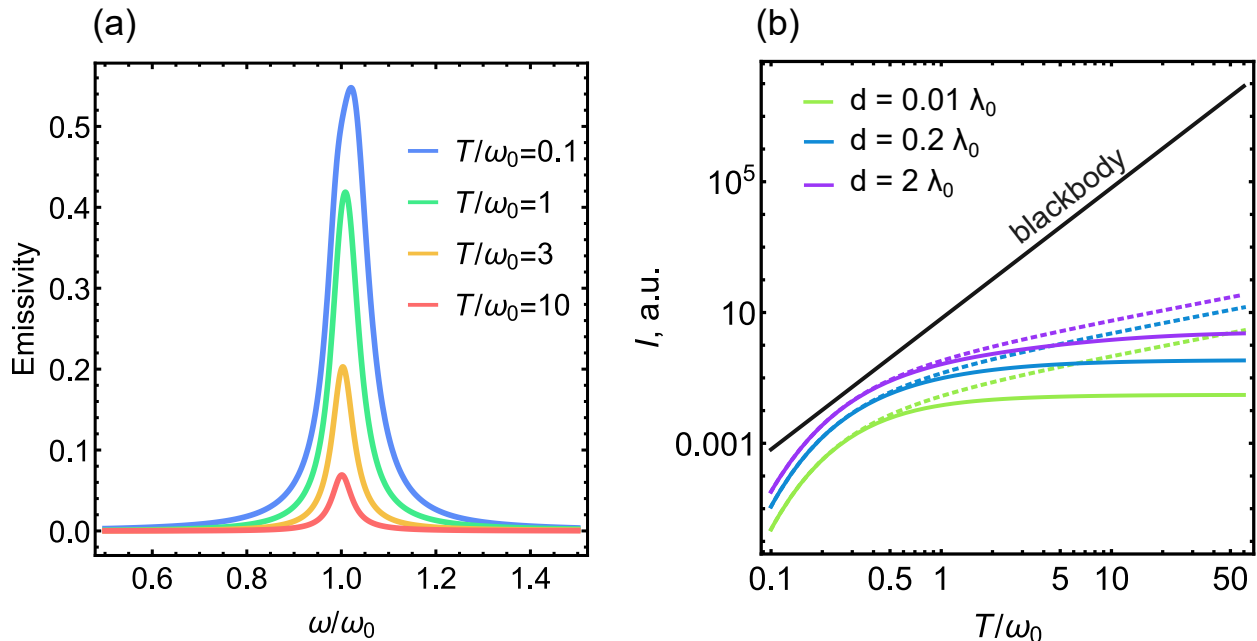 (a)
Emissivity
0.5
0.4
0.3
0.2
0.1
0.0
T/ω₀=0.1
T/ω₀=1
T/ω₀=3
T/ω₀=10
0.6 0.8 1.0 1.2 1.4
ω/ω₀
(b)
I, a.u.
10⁵
10
0.001
d = 0.01 λ₀
d = 0.2 λ₀
d = 2 λ₀
blackbody
0.1 0.5 1 5 10 50
T/ω₀